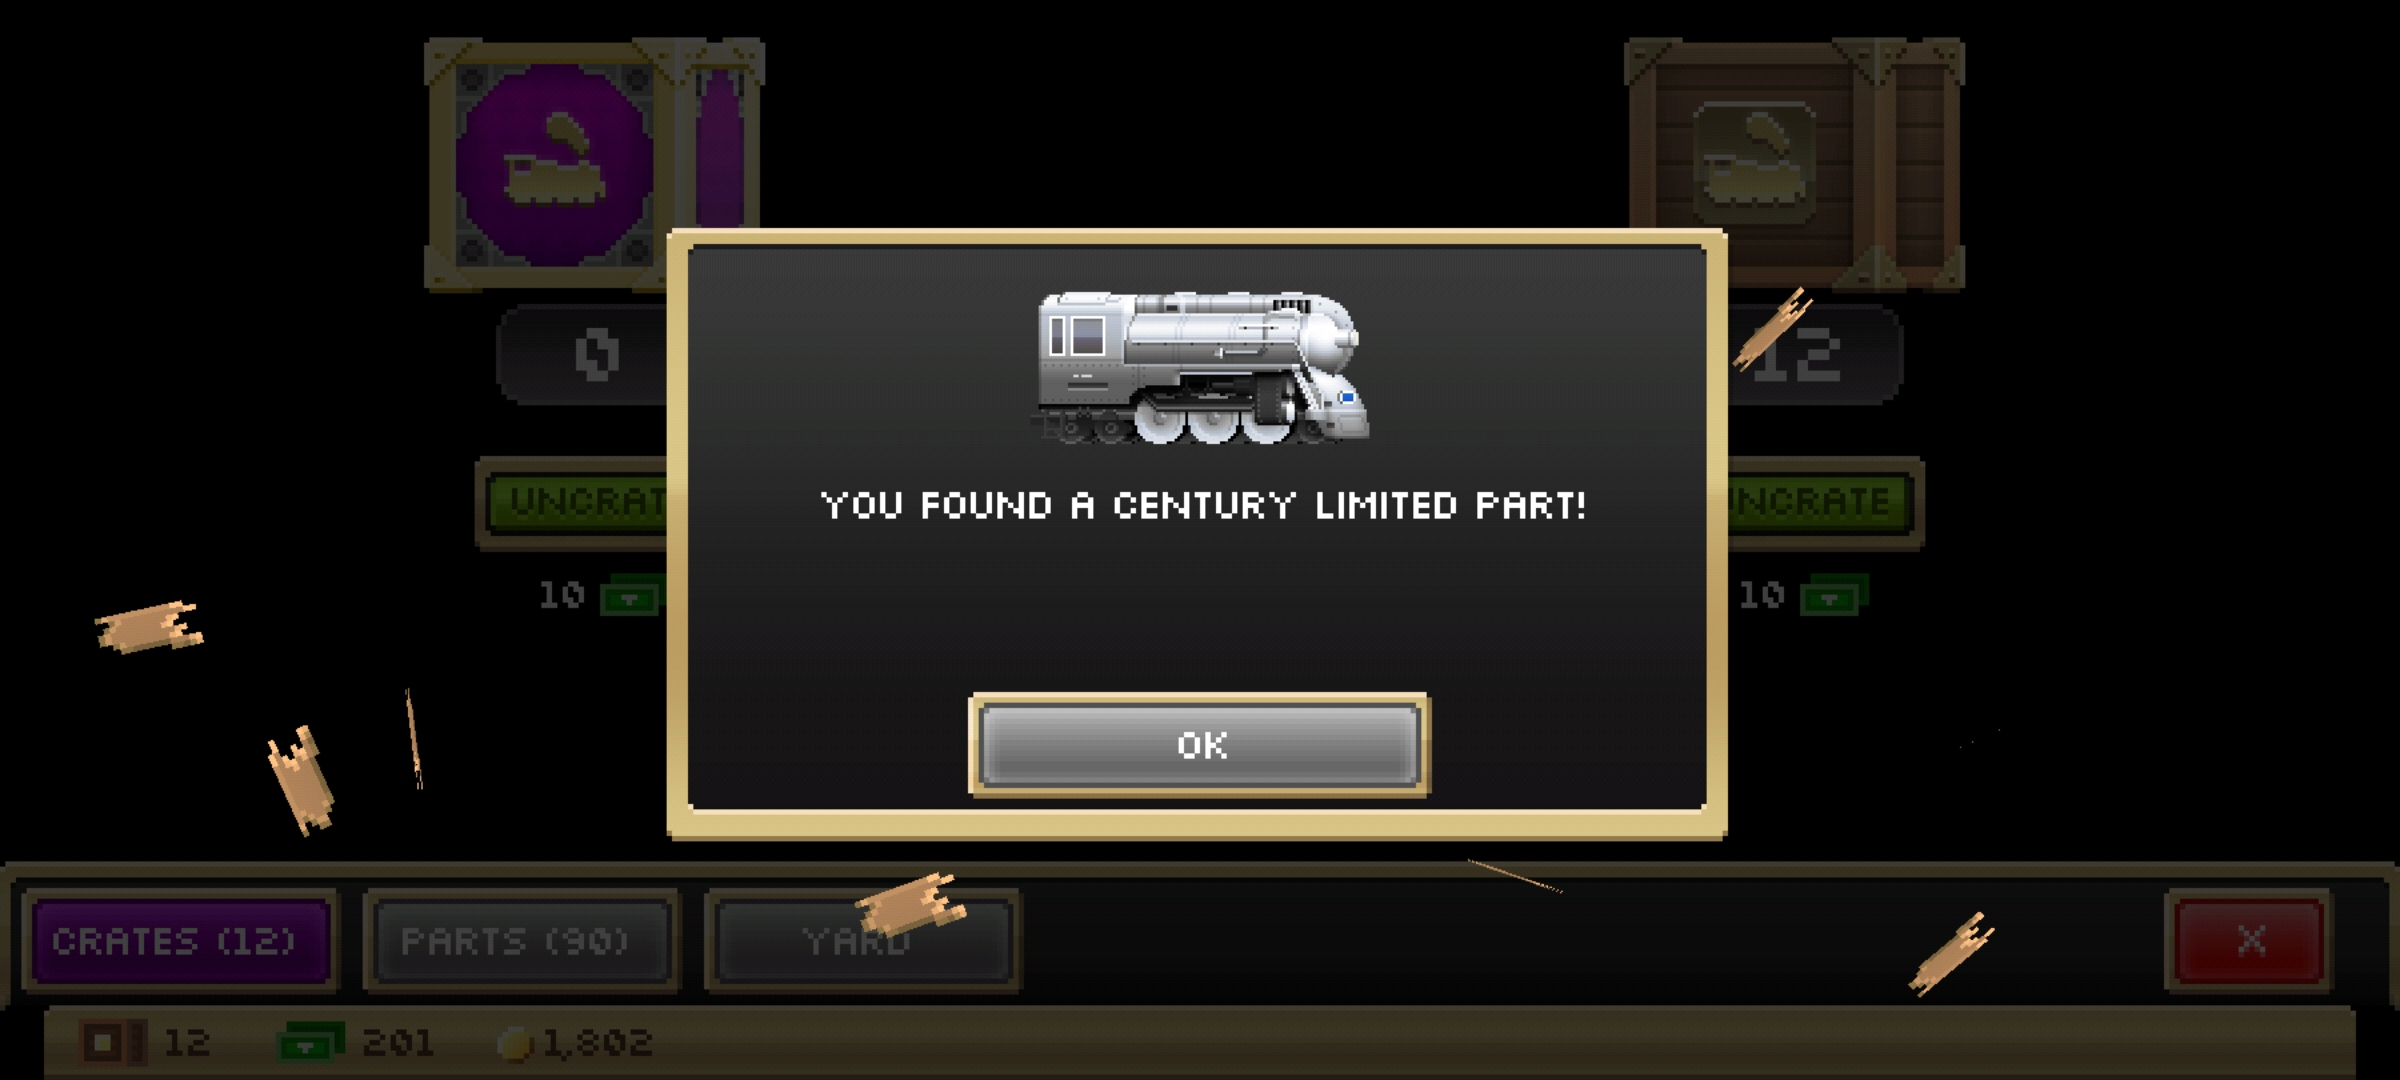 0
12
YOU FOUND A CENTURY LIMITED PART!
UNCRAT
NCRATE
10
10
OK
CRATES (12)
PARTS (90)
YARD
X
12
201
1,802